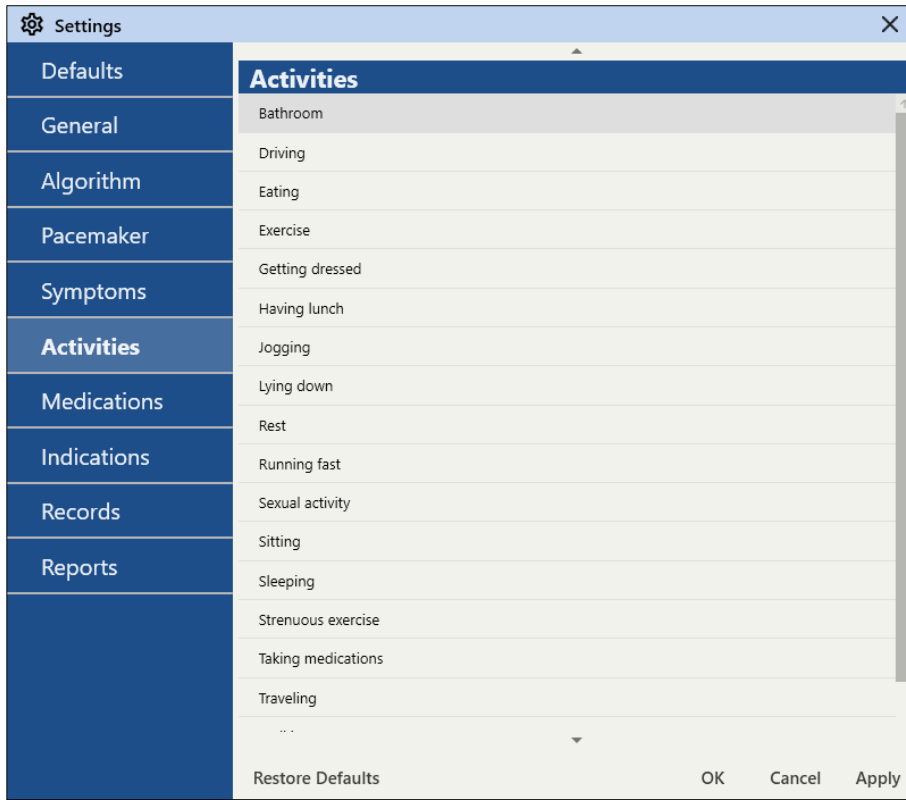 Settings
Defaults
General
Algorithm
Pacemaker
Symptoms
Activities
Medications
Indications
Records
Reports
Activities
Bathroom
Driving
Eating
Exercise
Getting dressed
Having lunch
Jogging
Lying down
Rest
Running fast
Sexual activity
Sitting
Sleeping
Strenuous exercise
Taking medications
Traveling
Restore Defaults
OK
Cancel
Apply